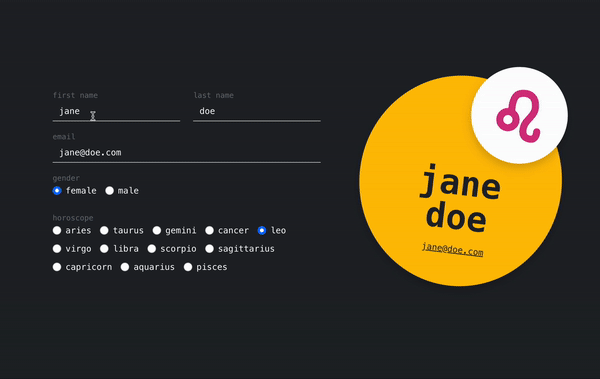 first name last name
jane doe
email
jane@doe.com
gender
female male
horoscope
aries taurus gemini cancer leo
virgo libra scorpio sagittarius
capricorn aquarius pisces
jane
doe
jane@doe.com